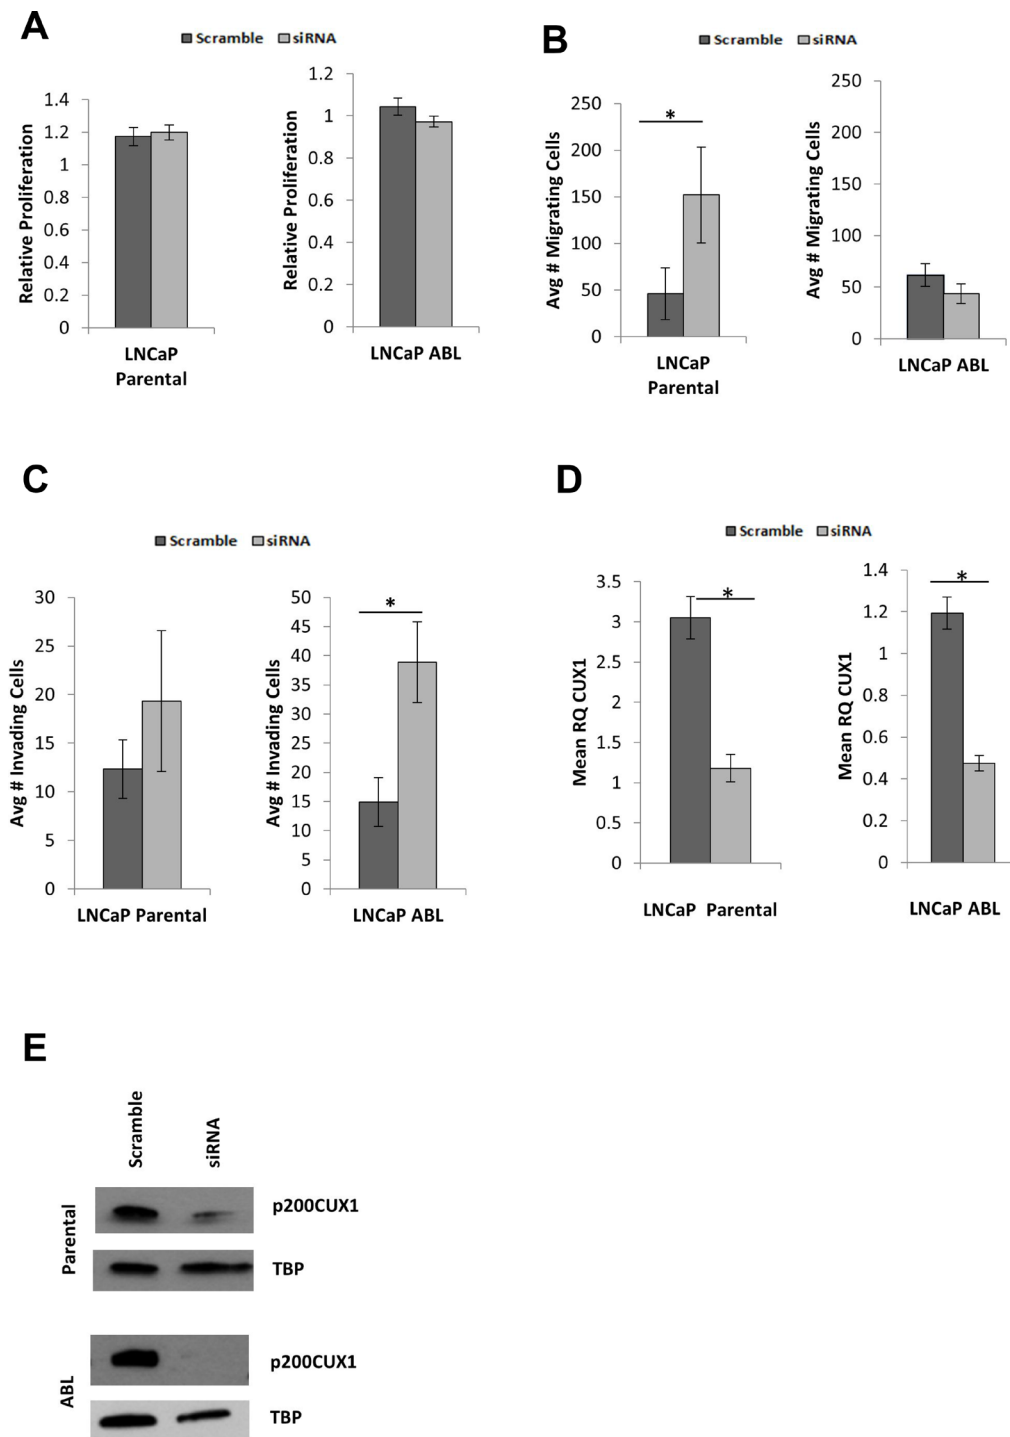 A
Scramble siRNA
Relative Proliferation
1.4
1.2
1
0.8
0.6
0.4
0.2
0
LNCaP
Parental
Relative Proliferation
1.2
1
0.8
0.6
0.4
0.2
0
LNCaP ABL
B
Scramble siRNA
Avg # Migrating Cells
250
200
150
100
50
0
*
LNCaP
Parental
Avg # Migrating Cells
250
200
150
100
50
0
LNCaP ABL
C
Scramble siRNA
Avg # Invading Cells
30
25
20
15
10
5
0
LNCaP Parental
Avg # Invading Cells
50
45
40
35
30
25
20
15
10
5
0
*
LNCaP ABL
D
Scramble siRNA
Mean RQ CUX1
3.5
3
2.5
2
1.5
1
0.5
0
*
LNCaP Parental
Mean RQ CUX1
1.4
1.2
1
0.8
0.6
0.4
0.2
0
*
LNCaP ABL
E
Scramble
siRNA
Parental
p200CUX1
TBP
ABL
p200CUX1
TBP